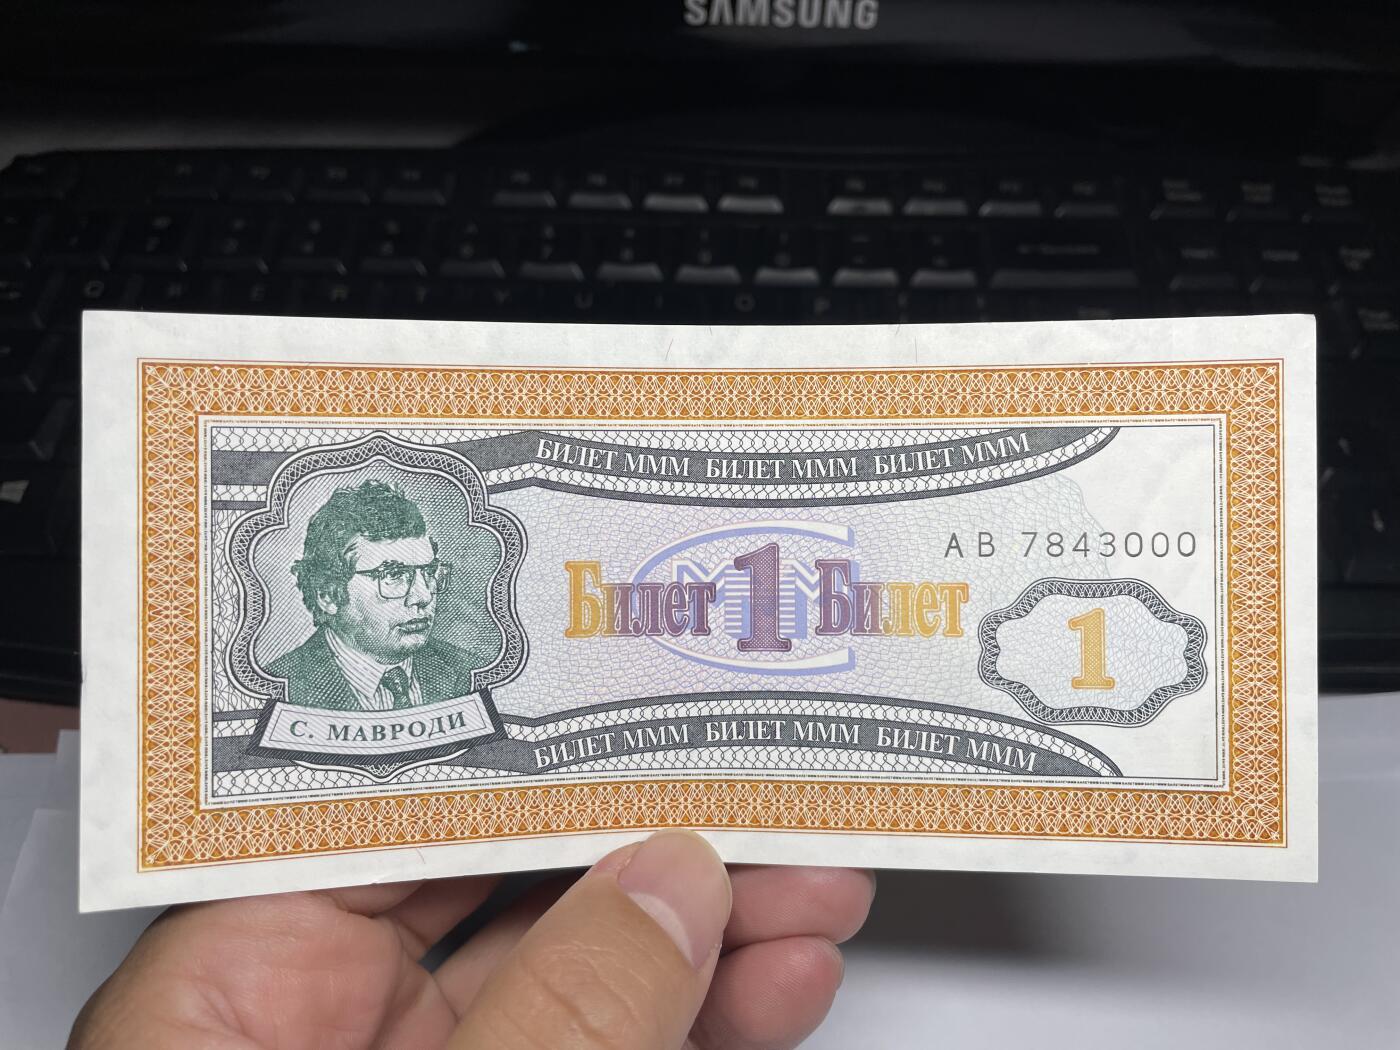 SAMSUNG
БИЛЕТ МММ БИЛЕТ МММ БИЛЕТ МММ
АВ 7843000
Билет 1 Билет
МММ
1
С. МАВРОДИ
БИЛЕТ МММ БИЛЕТ МММ БИЛЕТ МММ